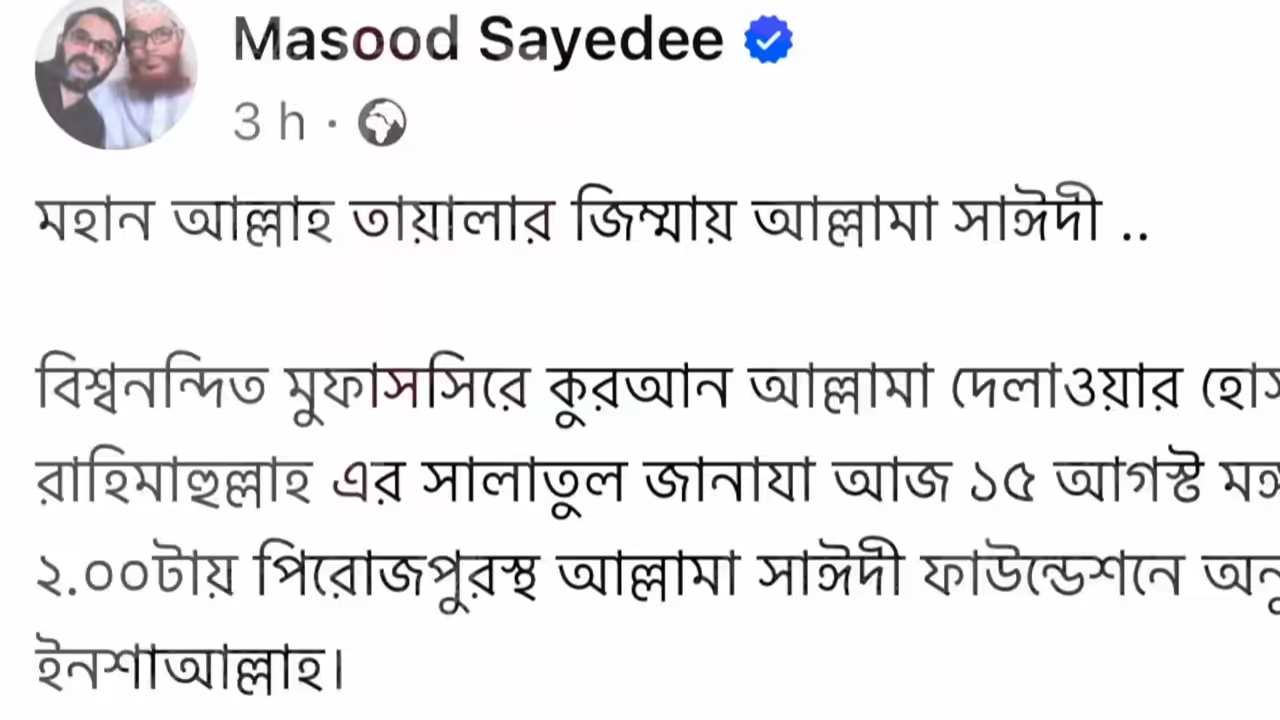 Masood Sayedee
3 h ·
মহান আল্লাহ তায়ালার জিম্মায় আল্লামা সাঈদী ..
বিশ্বনন্দিত মুফাসসিরে কুরআন আল্লামা দেলাওয়ার
রাহিমাহুল্লাহ এর সালাতুল জানাযা আজ ১৫ আগস্ট
২.০০টায় পিরোজপুরস্থ আল্লামা সাঈদী ফাউন্ডেশনে
ইনশাআল্লাহ।